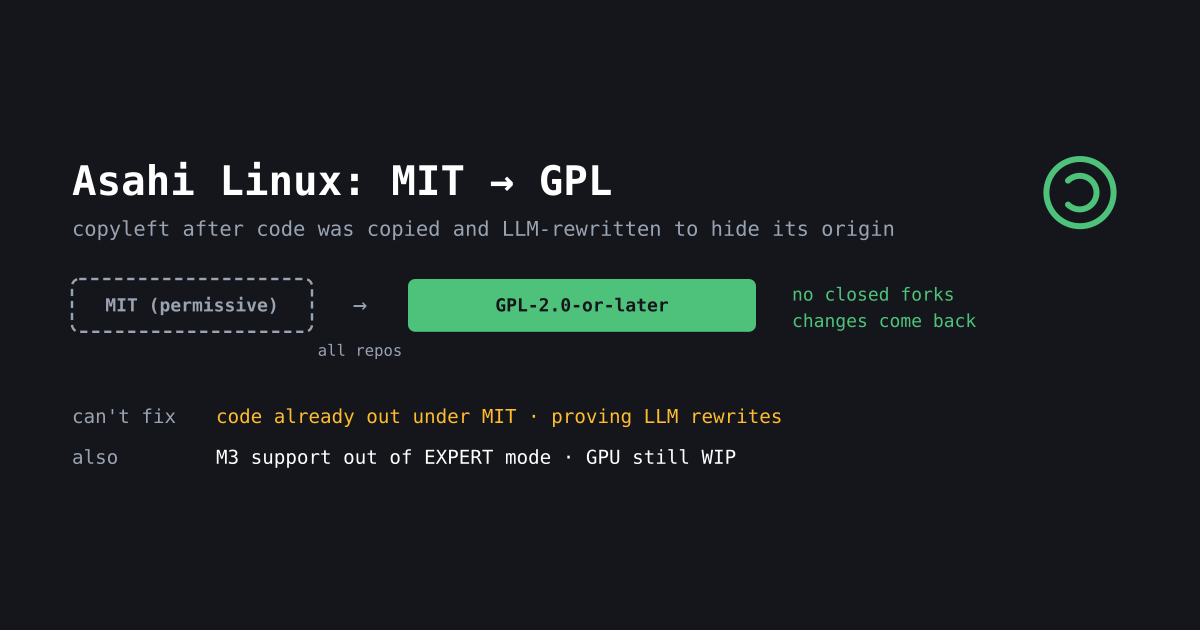 Asahi Linux: MIT → GPL
copyleft after code was copied and LLM-rewritten to hide its origin
MIT (permissive) → GPL-2.0-or-later
no closed forks
changes come back
all repos
can't fix code already out under MIT · proving LLM rewrites
also M3 support out of EXPERT mode · GPU still WIP